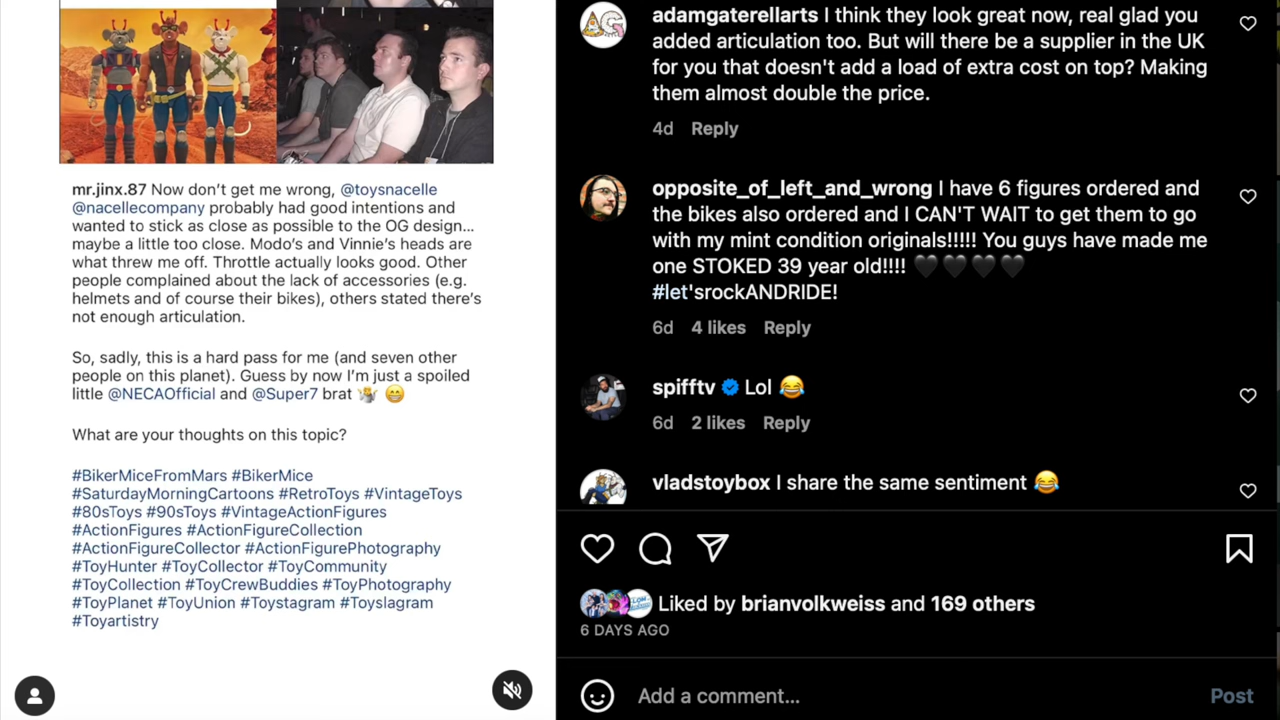 mr.jinx.87 Now don't get me wrong, @toysnacelle
@nacellecompany probably had good intentions and
wanted to stick as close as possible to the OG design...
maybe a little too close. Modo's and Vinnie's heads are
what threw me off. Throttle actually looks good. Other
people complained about the lack of accessories (e.g.
helmets and of course their bikes), others stated there's
not enough articulation.
So, sadly, this is a hard pass for me (and seven other
people on this planet). Guess by now I'm just a spoiled
little @NECAOfficial and @Super7 brat 🤷 😁
What are your thoughts on this topic?
#BikerMiceFromMars #BikerMice
#SaturdayMorningCartoons #RetroToys #VintageToys
#80sToys #90sToys #VintageActionFigures
#ActionFigures #ActionFigureCollection
#ActionFigureCollector #ActionFigurePhotography
#ToyHunter #ToyCollector #ToyCommunity
#ToyCollection #ToyCrewBuddies #ToyPhotography
#ToyPlanet #ToyUnion #Toystagram #Toyslagram
#Toyartistry
adamgaterellarts I think they look great now, real glad you
added articulation too. But will there be a supplier in the UK
for you that doesn't add a load of extra cost on top? Making
them almost double the price.
4d Reply
opposite_of_left_and_wrong I have 6 figures ordered and
the bikes also ordered and I CAN'T WAIT to get them to go
with my mint condition originals!!!!! You guys have made me
one STOKED 39 year old!!!! 🖤🖤🖤🖤
#let'srockANDRIDE!
6d 4 likes Reply
spifftv Lol 😂
6d 2 likes Reply
vladstoybox I share the same sentiment 😂
Liked by brianvolkweiss and 169 others
6 DAYS AGO
Add a comment... Post